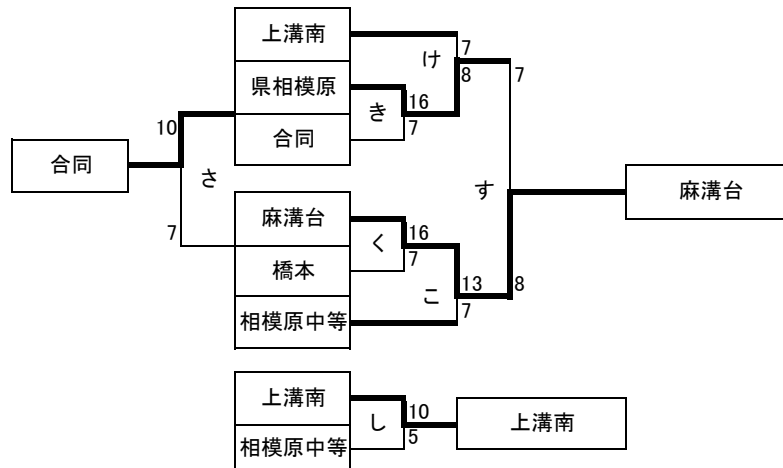 上溝南
7
け
8
7
県相模原
16
き
7
10
合同
合同
さ
麻溝台
す
麻溝台
16
7
く
7
橋本
13
8
こ
7
相模原中等
上溝南
10
上溝南
し
5
相模原中等